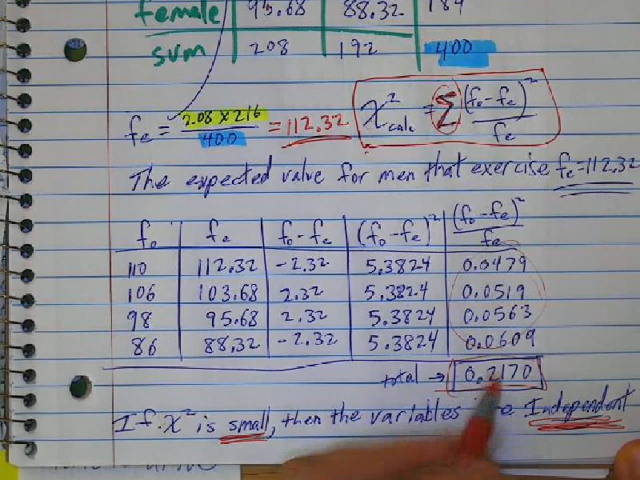 female 95.68 88.32 184
sum 208 192 400
fe = 2.08 x 216 / 400 = 112.32 χ²calc = Σ (fo-fe)² / fe
The expected value for men that exercise fe=112.32
fo fe fo-fe (fo-fe)² (fo-fe)² / fe
110 112.32 -2.32 5.3824 0.0479
106 103.68 2.32 5.3824 0.0519
98 95.68 2.32 5.3824 0.0563
86 88.32 -2.32 5.3824 0.0609
total → 0.2170
If χ² is small, then the variables Independent